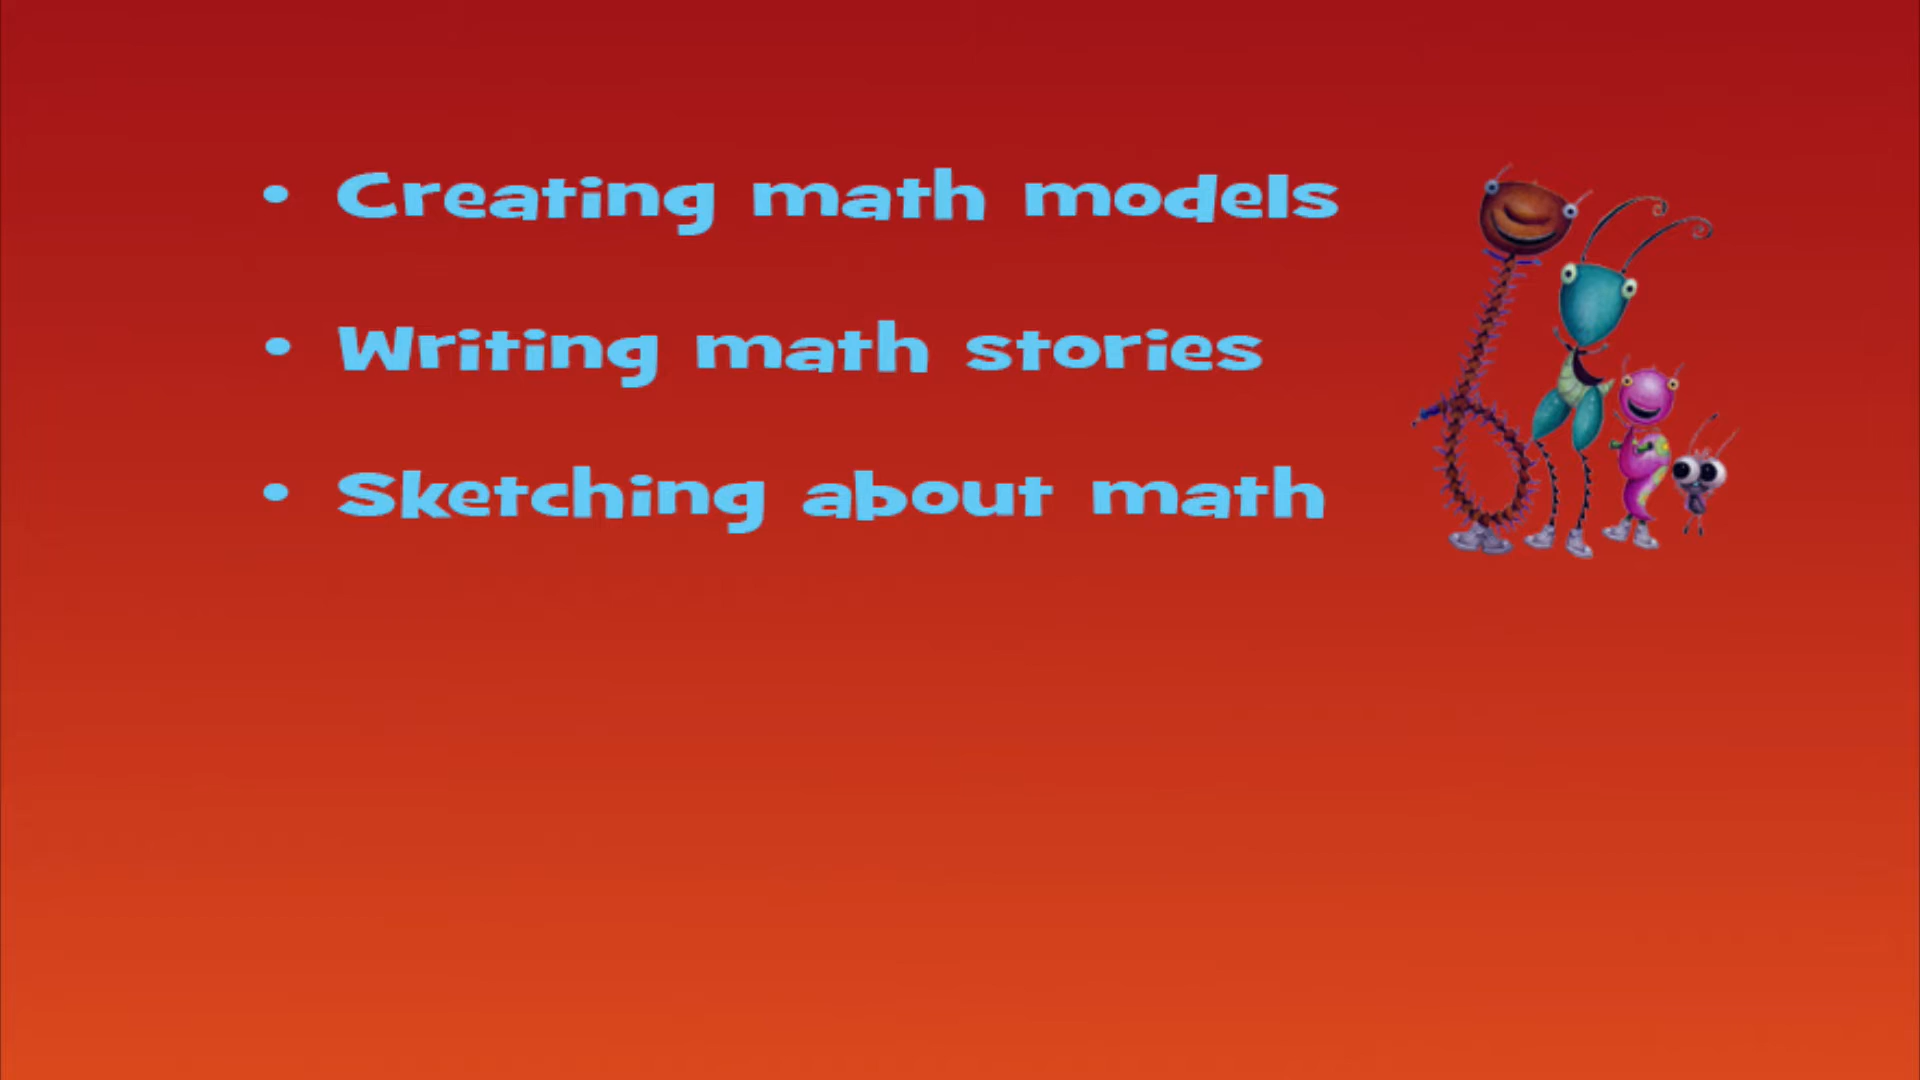 • Creating math models
• Writing math stories
• Sketching about math